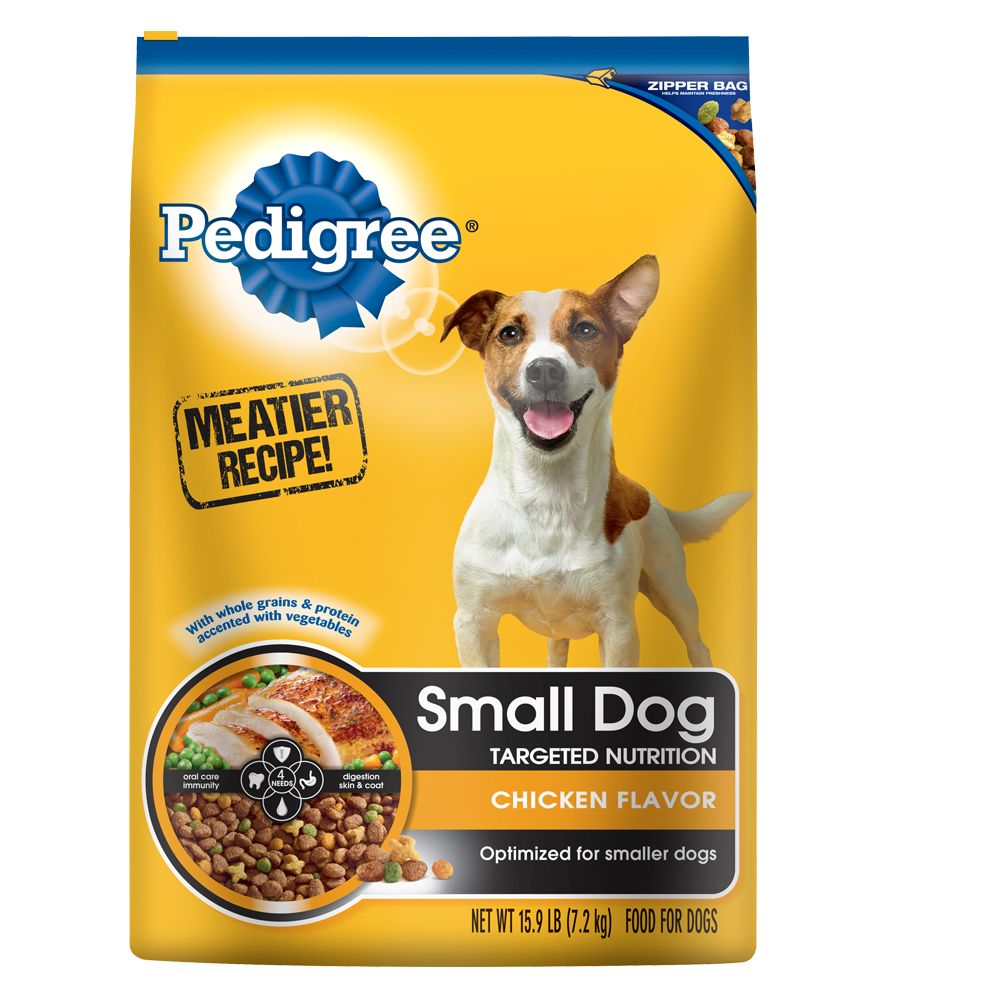 ZIPPER BAG
HELPS MAINTAIN FRESHNESS
Pedigree®
MEATIER
RECIPE!
With whole grains & protein
accented with vegetables
Small Dog
TARGETED NUTRITION
CHICKEN FLAVOR
Optimized for smaller dogs
oral care
immunity
4
NEEDS
digestion
skin & coat
NET WT 15.9 LB (7.2 kg) FOOD FOR DOGS